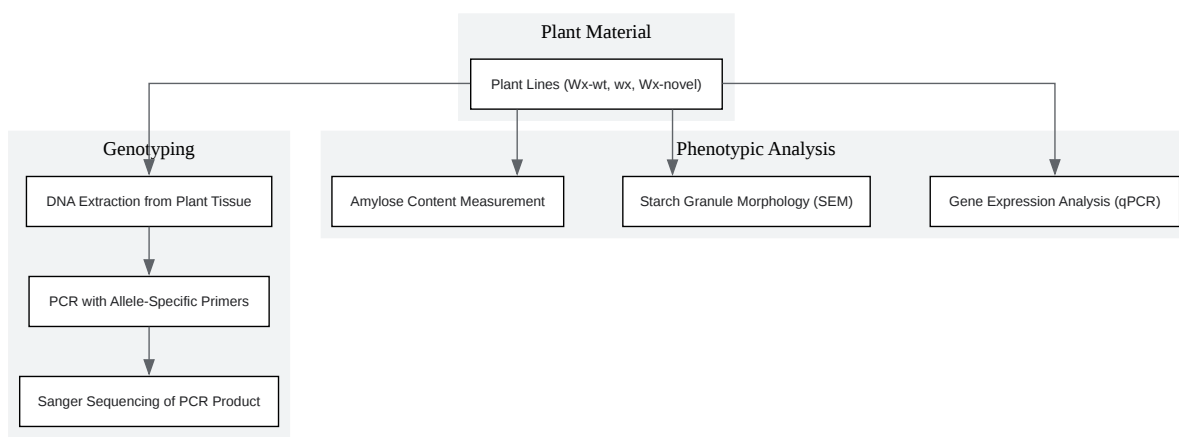 Plant Material
Plant Lines (Wx-wt, wx, Wx-novel)
Genotyping
Phenotypic Analysis
DNA Extraction from Plant Tissue
Amylose Content Measurement
Starch Granule Morphology (SEM)
Gene Expression Analysis (qPCR)
PCR with Allele-Specific Primers
Sanger Sequencing of PCR Product